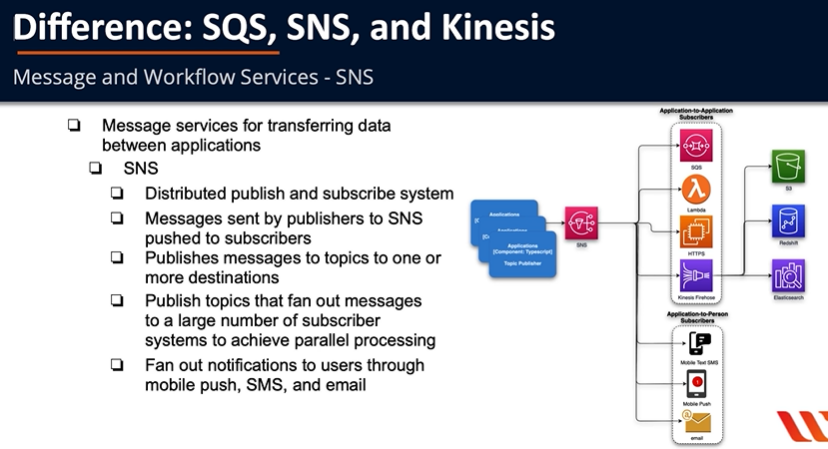 Difference: SQS, SNS, and Kinesis
Message and Workflow Services - SNS
Message services for transferring data
between applications
SNS
Distributed publish and subscribe system
Messages sent by publishers to SNS
pushed to subscribers
Publishes messages to topics to one or
more destinations
Publish topics that fan out messages
to a large number of subscriber
systems to achieve parallel processing
Fan out notifications to users through
mobile push, SMS, and email
Applications
Applications
Applications
[Component: Typescript]
Topic Publisher
SNS
Application-to-Application
Subscribers
SQS
Lambda
HTTPS
Kinesis Firehose
S3
Redshift
Elasticsearch
Application-to-Person
Subscribers
Mobile Text SMS
Mobile Push
email